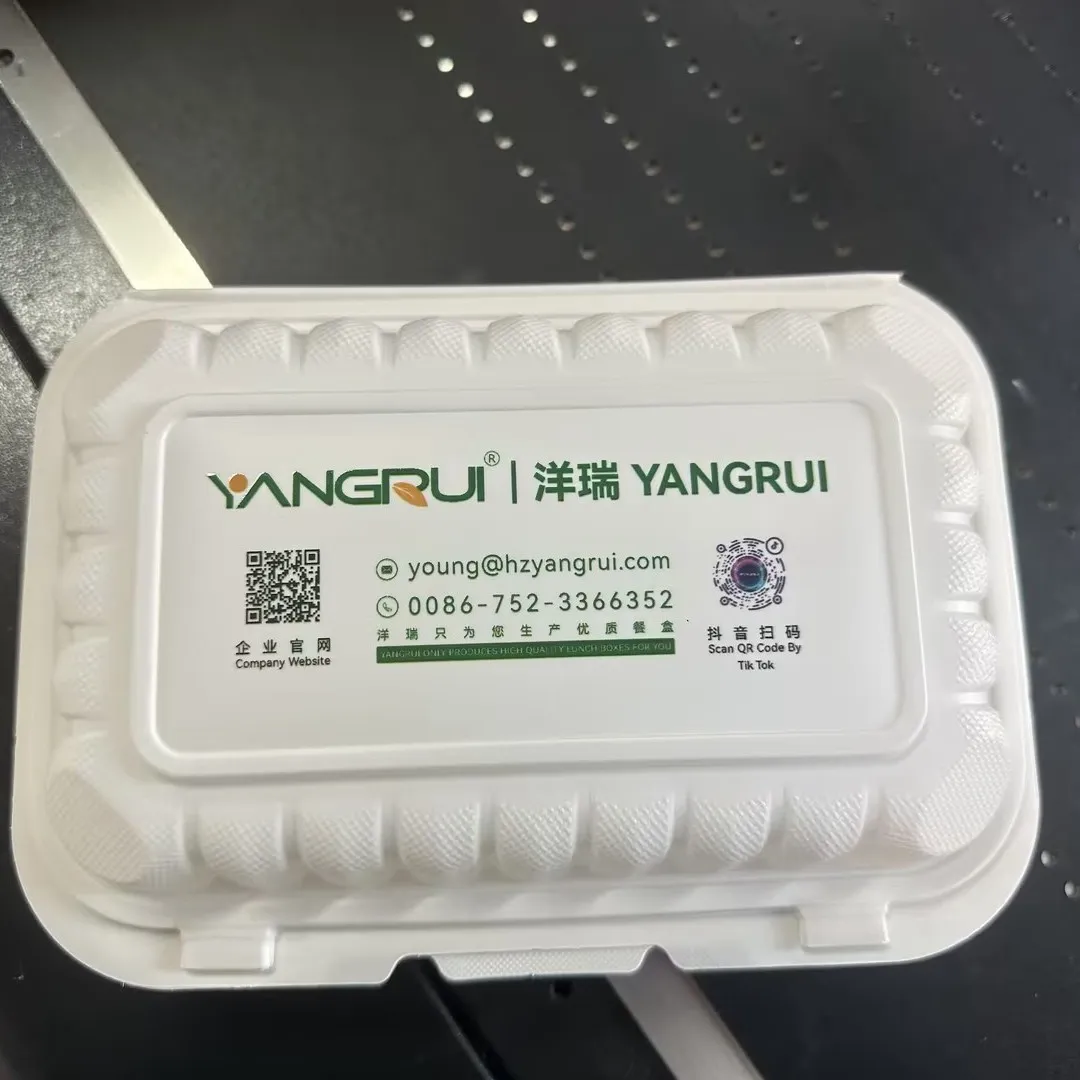 YANGRUI® | 洋瑞 YANGRUI
young@hzyangrui.com
0086-752-3366352
洋瑞只为您生产优质餐盒
YANGRUI ONLY PRODUCES HIGH QUALITY LUNCH BOXES FOR YOU
企业官网
Company Website
抖音扫码
Scan QR Code By
Tik Tok